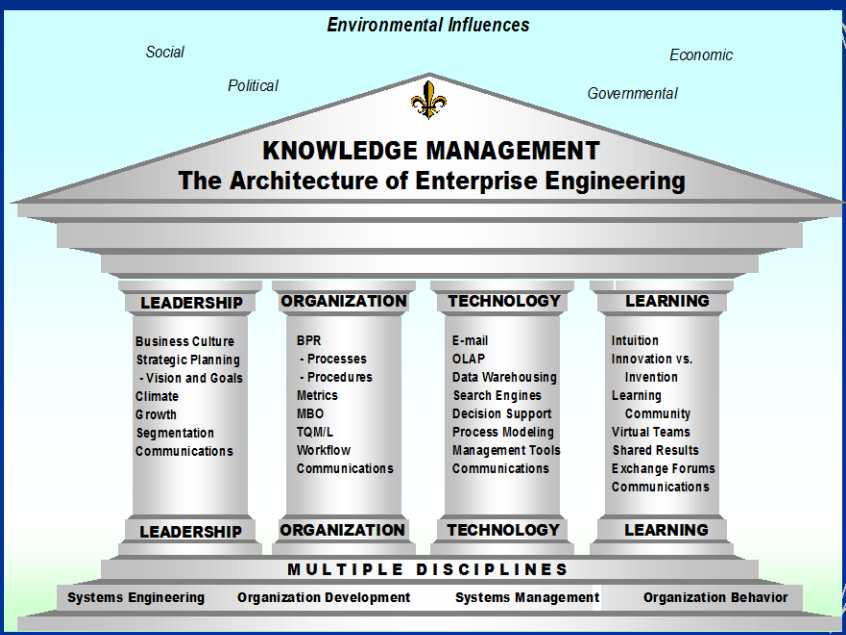 Environmental Influences
Social
Economic
Political
Governmental
KNOWLEDGE MANAGEMENT
The Architecture of Enterprise Engineering
LEADERSHIP
Business Culture
Strategic Planning
- Vision and Goals
Climate
Growth
Segmentation
Communications
LEADERSHIP
ORGANIZATION
BPR
- Processes
- Procedures
Metrics
MBO
TQM/L
Workflow
Communications
ORGANIZATION
TECHNOLOGY
E-mail
OLAP
Data Warehousing
Search Engines
Decision Support
Process Modeling
Management Tools
Communications
TECHNOLOGY
LEARNING
Intuition
Innovation vs.
Invention
Learning
Community
Virtual Teams
Shared Results
Exchange Forums
Communications
LEARNING
MULTIPLE DISCIPLINES
Systems Engineering Organization Development Systems Management Organization Behavior